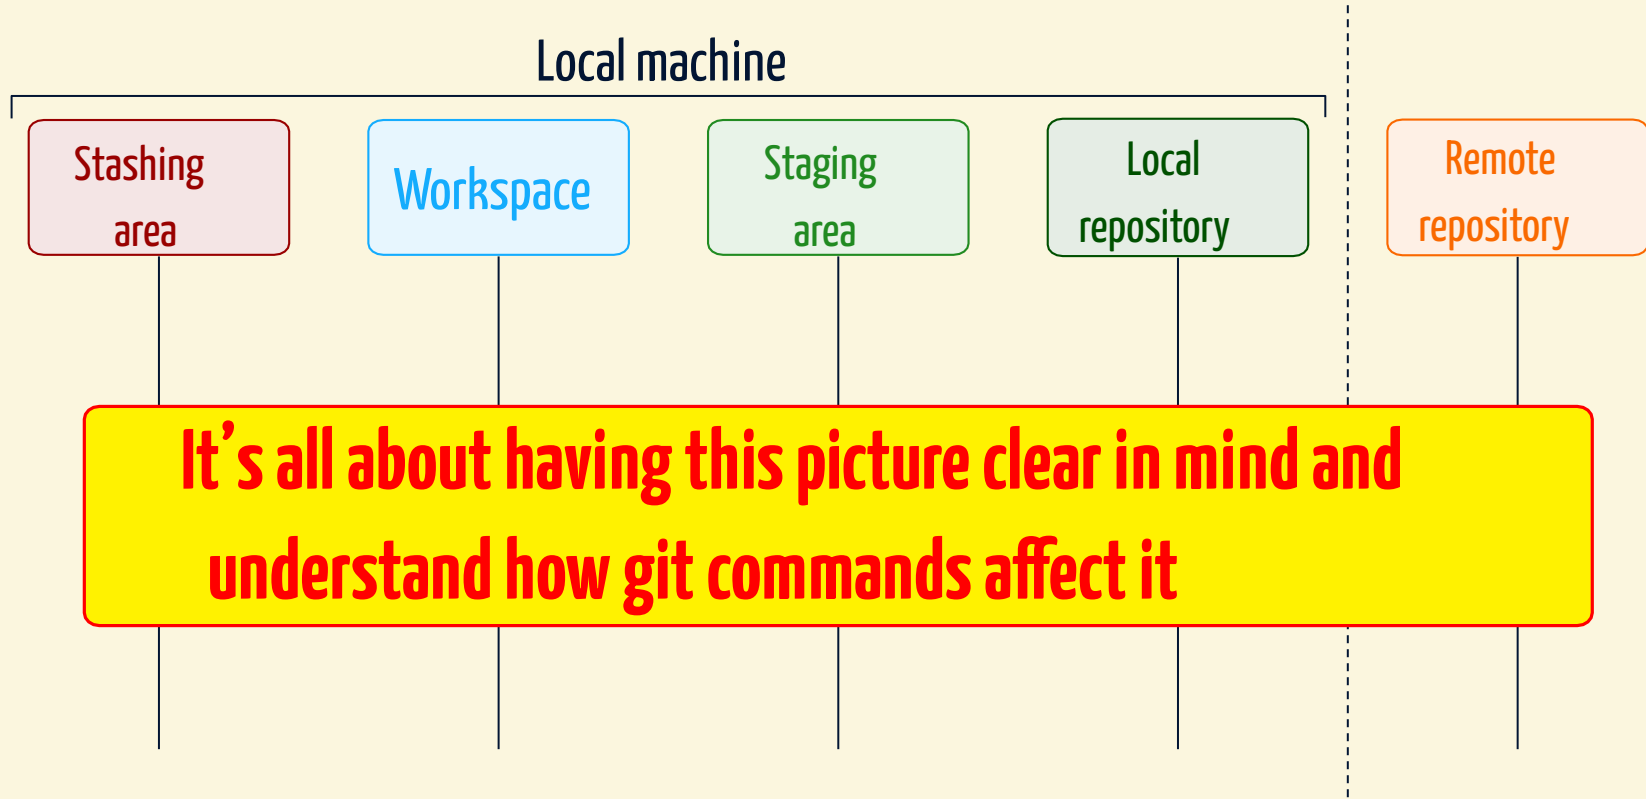 Local machine
Stashing
area
Workspace
Staging
area
Local
repository
Remote
repository
It’s all about having this picture clear in mind and
understand how git commands affect it